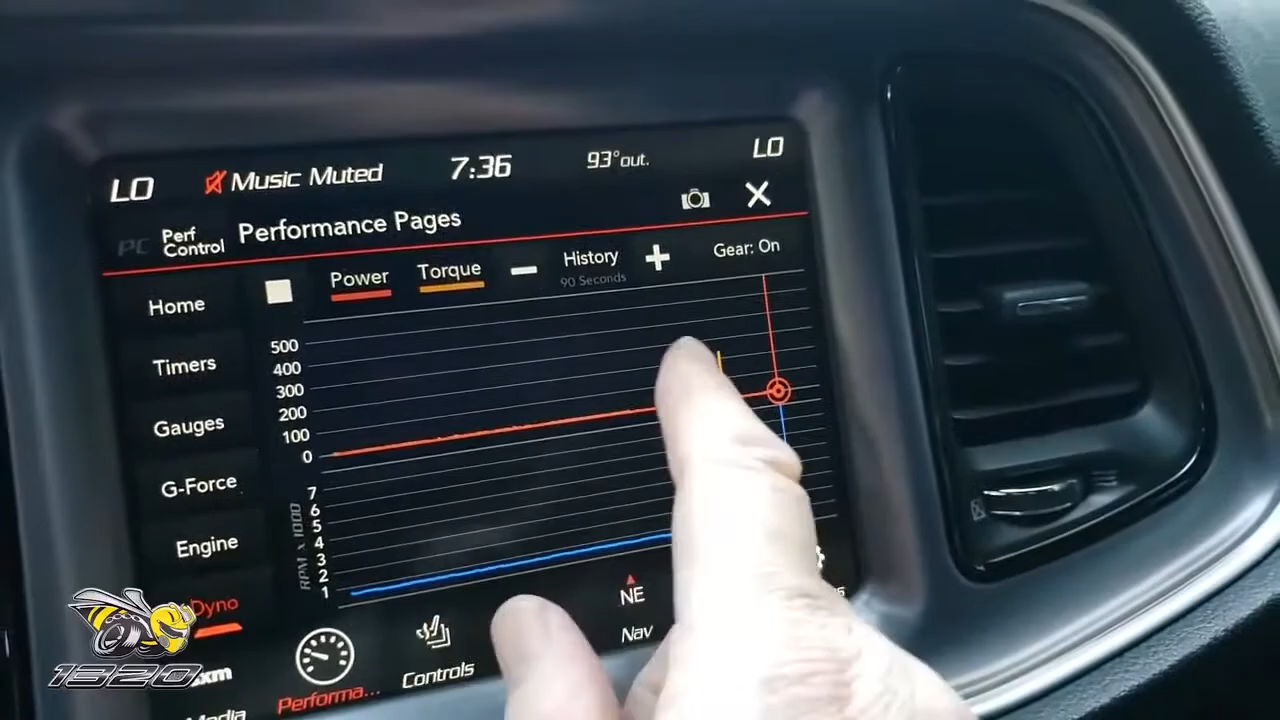 LO
Music Muted
7:36
93°out.
LO
PC
Perf
Control
Performance Pages
Power
Torque
History
90 Seconds
Gear: On
Home
Timers
Gauges
G-Force
Engine
Dyno
500
400
300
200
100
0
RPM X 1000
7
6
5
4
3
2
1
NE
Nav
Controls
Performa...
Media
1320